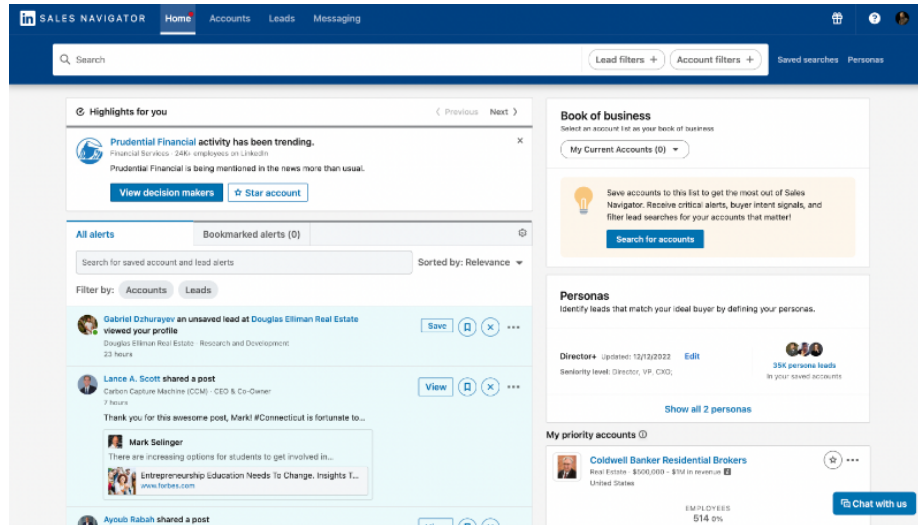 in SALES NAVIGATOR Home Accounts Leads Messaging
Search
Lead filters +
Account filters +
Saved searches Personas
Highlights for you
Previous Next
Prudential Financial activity has been trending.
Financial Services · 24K+ employees on LinkedIn
Prudential Financial is being mentioned in the news more than usual.
View decision makers
Star account
All alerts
Bookmarked alerts (0)
Search for saved account and lead alerts
Sorted by: Relevance
Filter by: Accounts Leads
Gabriel Dzhurayev an unsaved lead at Douglas Elliman Real Estate
viewed your profile
Douglas Elliman Real Estate · Research and Development
23 hours
Save
Lance A. Scott shared a post
Carbon Capture Machine (CCM) · CEO & Co-Owner
7 hours
View
Thank you for this awesome post, Mark! #Connecticut is fortunate to...
Mark Selinger
There are increasing options for students to get involved in...
Entrepreneurship Education Needs To Change. Insights T...
www.forbes.com
Ayoub Rabah shared a post
Book of business
Select an account list as your book of business
My Current Accounts (0)
Save accounts to this list to get the most out of Sales
Navigator. Receive critical alerts, buyer intent signals, and
filter lead searches for your accounts that matter!
Search for accounts
Personas
Identify leads that match your ideal buyer by defining your personas.
Director+ Updated: 12/12/2022 Edit
Seniority level: Director, VP, CXO;
35K persona leads
in your saved accounts
Show all 2 personas
My priority accounts
Coldwell Banker Residential Brokers
Real Estate · $500,000 - $1M in revenue
United States
EMPLOYEES
514 0%
Chat with us